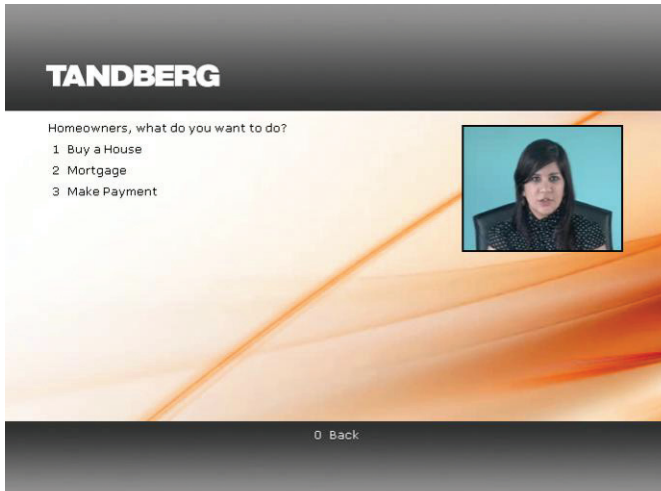 TANDBERG
Homeowners, what do you want to do?
1 Buy a House
2 Mortgage
3 Make Payment
0 Back